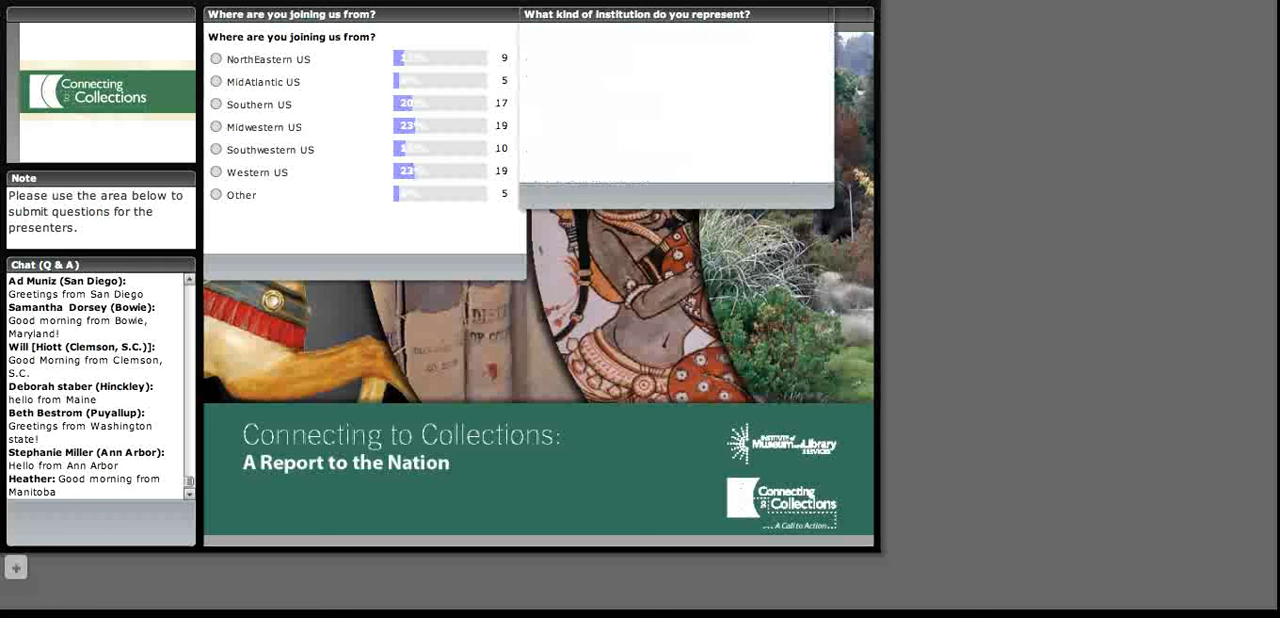 Where are you joining us from?
What kind of institution do you represent?
Where are you joining us from?
NorthEastern US 9
MidAtlantic US 5
Southern US 20% 17
Midwestern US 23% 19
Southwestern US 10
Western US 23% 19
Other 5
Connecting
to
Collections
Note
Please use the area below to
submit questions for the
presenters.
Chat (Q & A)
Ad Muniz (San Diego):
Greetings from San Diego
Samantha Dorsey (Bowie):
Good morning from Bowie,
Maryland!
Will [Hiott (Clemson, S.C.)]:
Good Morning from Clemson,
S.C.
Deborah staber (Hinckley):
hello from Maine
Beth Bestrom (Puyallup):
Greetings from Washington
state!
Stephanie Miller (Ann Arbor):
Hello from Ann Arbor
Heather: Good morning from
Manitoba
Connecting to Collections:
A Report to the Nation
INSTITUTE of
Museum and Library
SERVICES
Connecting
to
Collections
A Call to Action